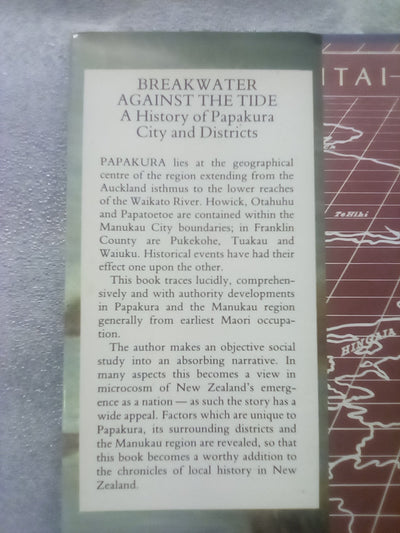 BREAKWATER
AGAINST THE TIDE
A History of Papakura
City and Districts
PAPAKURA lies at the geographical
centre of the region extending from the
Auckland isthmus to the lower reaches
of the Waikato River. Howick, Otahuhu
and Papatoetoe are contained within the
Manukau City boundaries; in Franklin
County are Pukekohe, Tuakau and
Waiuku. Historical events have had their
effect one upon the other.
This book traces lucidly, comprehen-
sively and with authority developments
in Papakura and the Manukau region
generally from earliest Maori occupa-
tion.
The author makes an objective social
study into an absorbing narrative. In
many aspects this becomes a view in
microcosm of New Zealand's emerg-
ence as a nation — as such the story has a
wide appeal. Factors which are unique to
Papakura, its surrounding districts and
the Manukau region are revealed, so that
this book becomes a worthy addition to
the chronicles of local history in New
Zealand.
ITAI
Te Hihi
HINGAIA